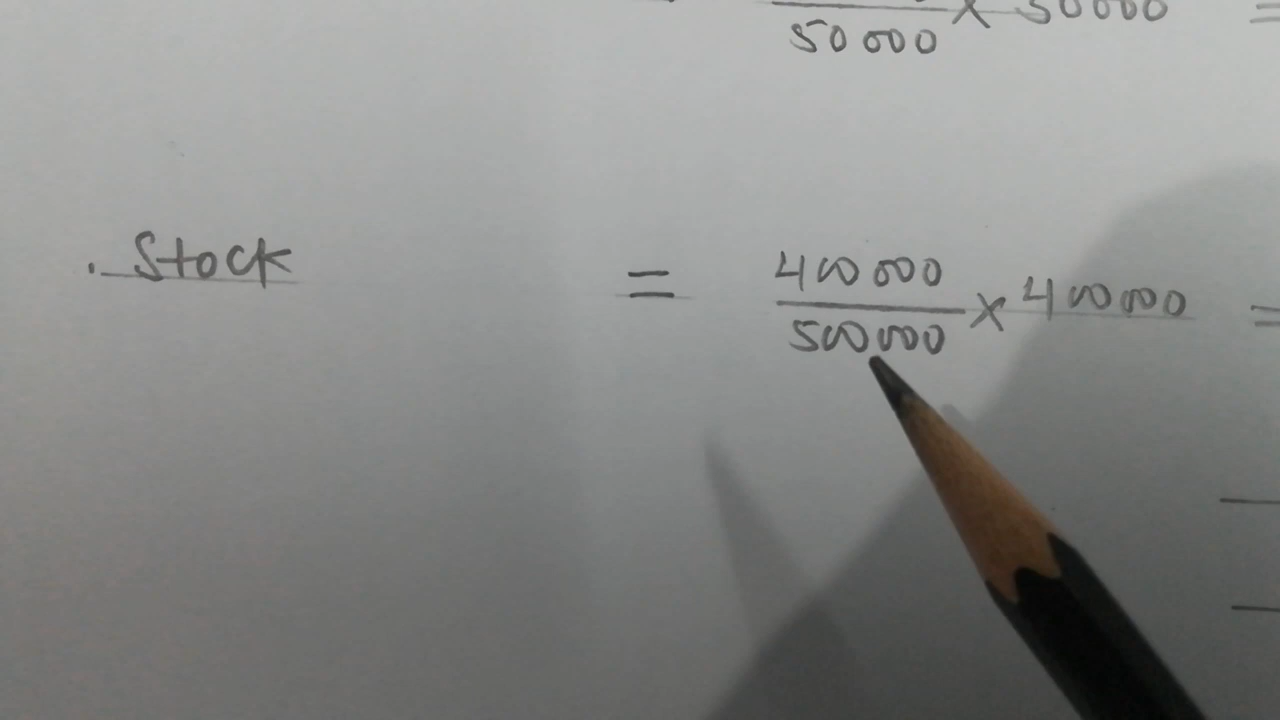 50000 × 50000 =
. Stock = 400000 / 500000 × 400000 =